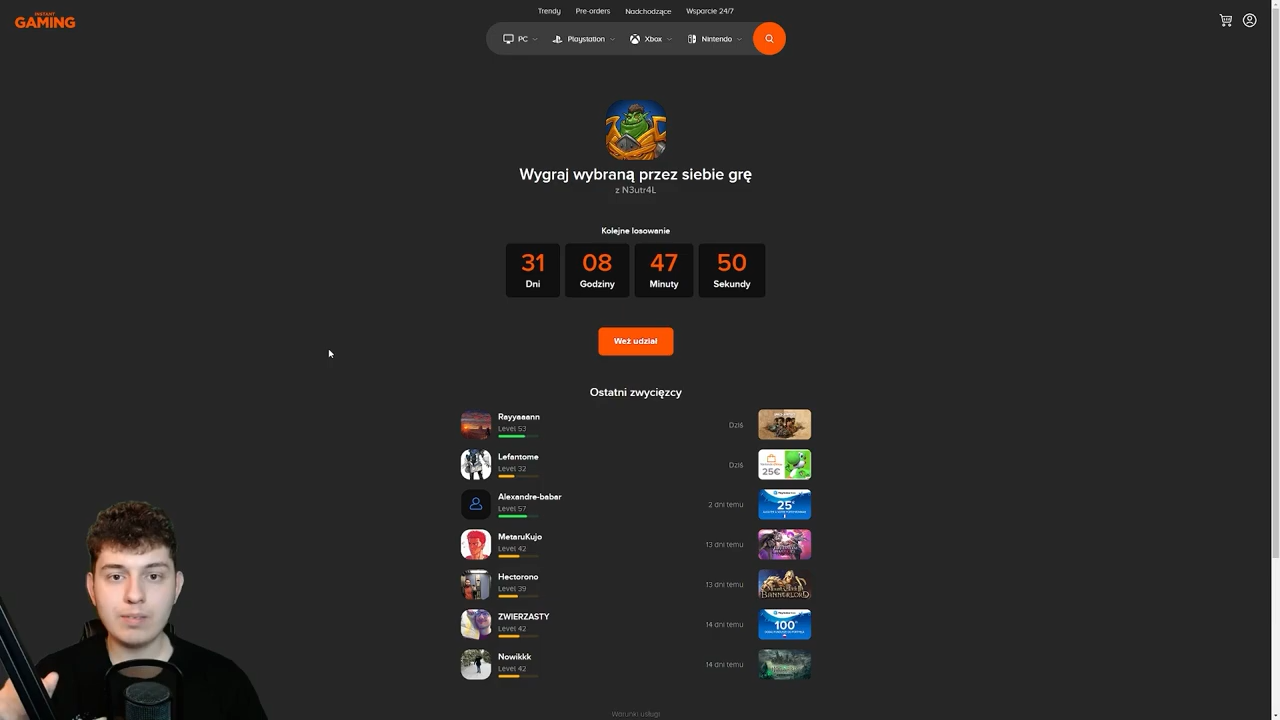 INSTANT
GAMING
Trendy
Pre-orders
Nadchodzące
Wsparcie 24/7
PC
Playstation
Xbox
Nintendo
Wygraj wybraną przez siebie grę
z N3utr4L
Kolejne losowanie
31
08
47
50
Dni
Godziny
Minuty
Sekundy
Weź udział
Ostatni zwycięzcy
Rayyaaann
Level 53
Dziś
Lefantome
Level 32
Dziś
25€
Alexandre-babar
Level 57
2 dni temu
25€
MetaruKujo
Level 42
13 dni temu
Hectorono
Level 39
13 dni temu
BANNERLORD
ZWIERZASTY
Level 42
14 dni temu
Nowikkk
Level 42
14 dni temu
Warunki usługi